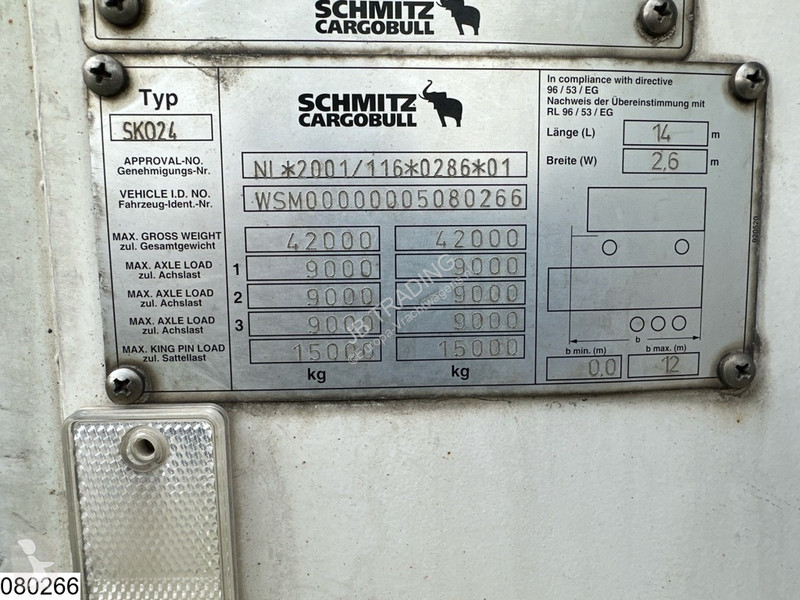 SCHMITZ
CARGOBULL
Typ
SKO24
SCHMITZ
CARGOBULL
In compliance with directive
96 / 53 / EG
Nachweis der Übereinstimmung mit
RL 96 / 53 / EG
Länge (L) 14 m
Breite (W) 2,6 m
APPROVAL-NO.
Genehmigungs-Nr.
NL*2001/116*0286*01
VEHICLE I.D. NO.
Fahrzeug-Ident.-Nr.
WSM00000005080266
MAX. GROSS WEIGHT
zul. Gesamtgewicht
42000 42000
MAX. AXLE LOAD
zul. Achslast
1 9000 9000
MAX. AXLE LOAD
zul. Achslast
2 9000 9000
MAX. AXLE LOAD
zul. Achslast
3 9000 9000
MAX. KING PIN LOAD
zul. Sattellast
15000 15000
kg kg
b
b min. (m) b max. (m)
0,0 12
JB TRADING
080266